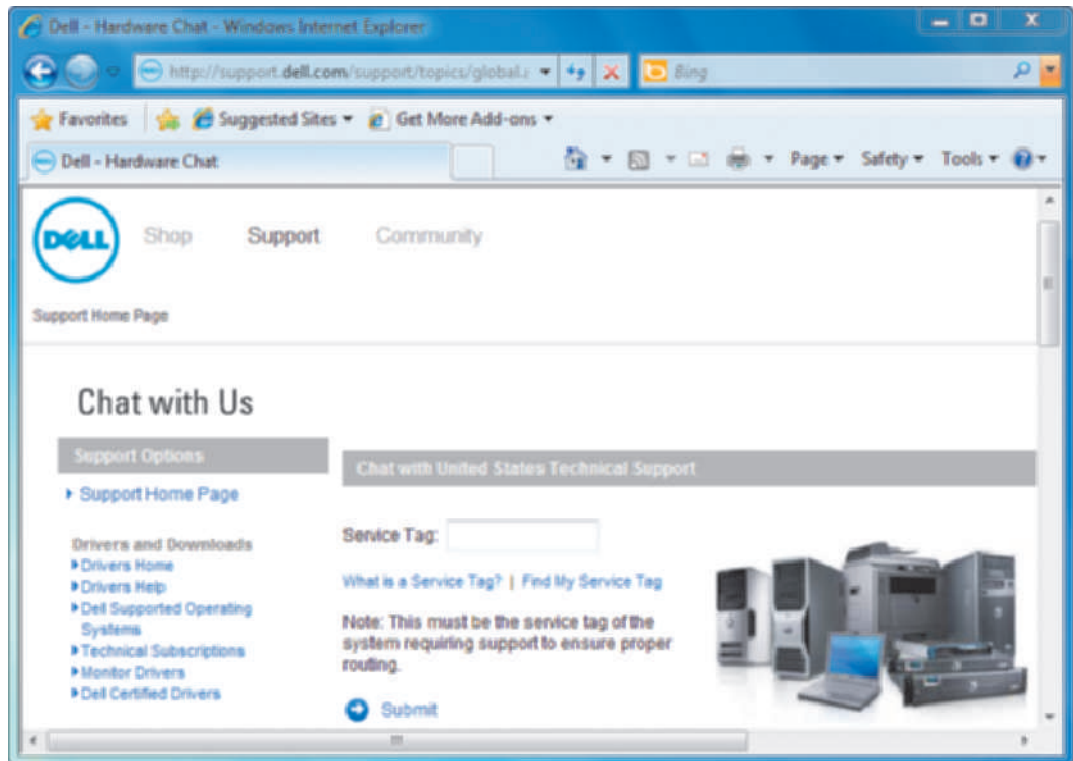 Dell - Hardware Chat - Windows Internet Explorer
http://support.dell.com/support/topics/global.a
Bing
Favorites Suggested Sites Get More Add-ons
Dell - Hardware Chat
Page Safety Tools
DELL
Shop Support Community
Support Home Page
Chat with Us
Support Options
Support Home Page
Drivers and Downloads
Drivers Home
Drivers Help
Dell Supported Operating
Systems
Technical Subscriptions
Monitor Drivers
Dell Certified Drivers
Chat with United States Technical Support
Service Tag:
What is a Service Tag? | Find My Service Tag
Note: This must be the service tag of the
system requiring support to ensure proper
routing.
Submit